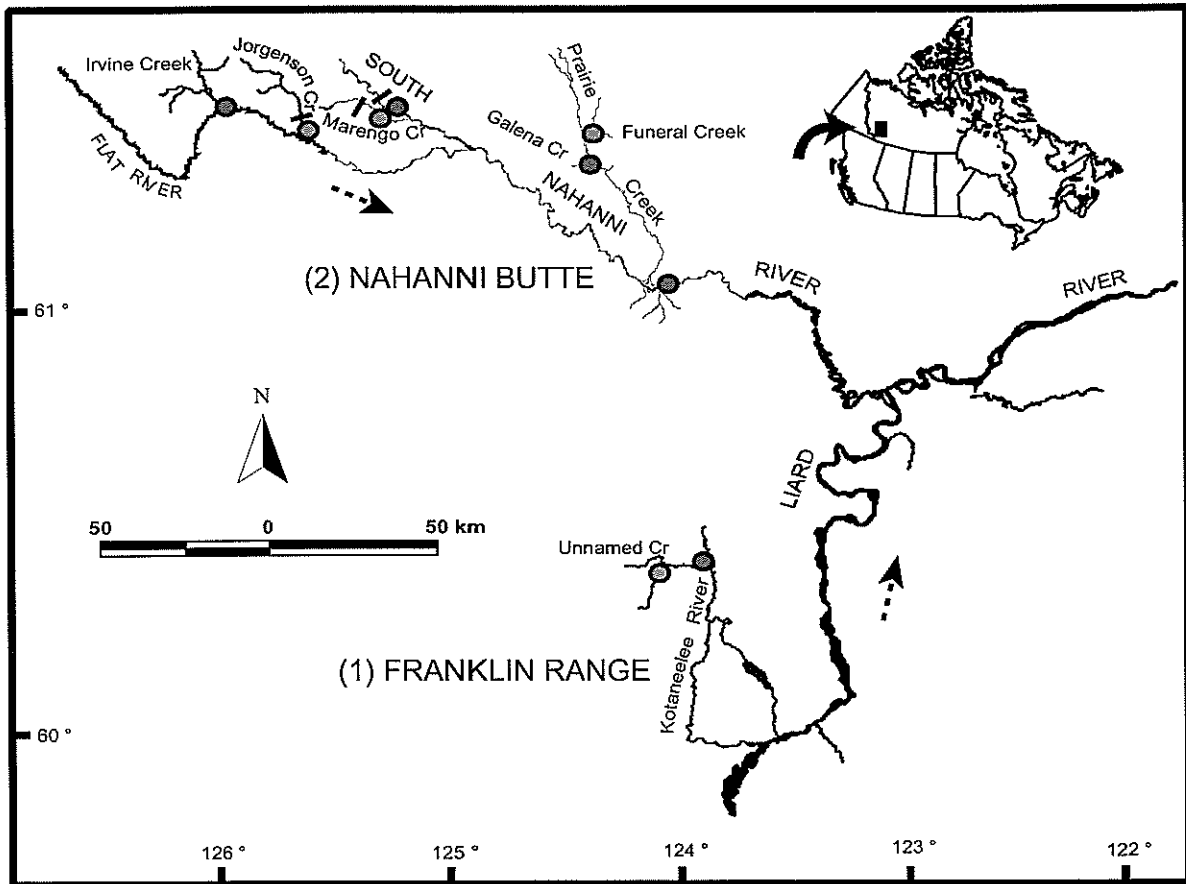 Irvine Creek
Jorgenson Cr
SOUTH
Prairie
Marengo Cr
Galena Cr
Funeral Creek
FLAT RIVER
NAHANNI
Creek
(2) NAHANNI BUTTE
RIVER
RIVER
61 °
N
LIARD
50 0 50 km
Unnamed Cr
Kotaneelee River
(1) FRANKLIN RANGE
60 °
126 ° 125 ° 124 ° 123 ° 122 °